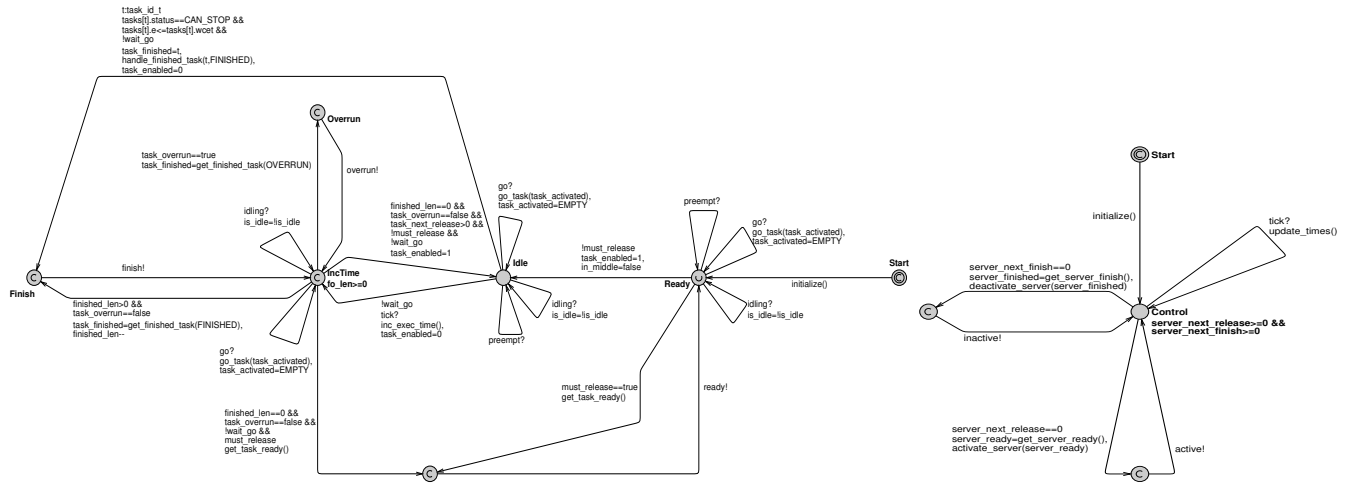 t:task_id_t
tasks[t].status==CAN_STOP &&
tasks[t].e<=tasks[t].wcet &&
!wait_go
task_finished=t,
handle_finished_task(t,FINISHED),
task_enabled=0
C
Overrun
task_overrun==true
task_finished=get_finished_task(OVERRUN)
overrun!
idling?
is_idle=!is_idle
finished_len==0 &&
task_overrun==false &&
task_next_release>0 &&
!must_release &&
!wait_go
task_enabled=1
go?
go_task(task_activated),
task_activated=EMPTY
preempt?
go?
go_task(task_activated),
task_activated=EMPTY
C
Finish
finish!
C
IncTime
fo_len>=0
Idle
!must_release
task_enabled=1,
in_middle=false
U
Ready
initialize()
Start
C
finished_len>0 &&
task_overrun==false
task_finished=get_finished_task(FINISHED),
finished_len--
!wait_go
tick?
inc_exec_time(),
task_enabled=0
idling?
is_idle=!is_idle
preempt?
idling?
is_idle=!is_idle
go?
go_task(task_activated),
task_activated=EMPTY
must_release==true
get_task_ready()
ready!
finished_len==0 &&
task_overrun==false &&
!wait_go &&
must_release
get_task_ready()
C
C
Start
initialize()
tick?
update_times()
server_next_finish==0
server_finished=get_server_finish(),
deactivate_server(server_finished)
C
inactive!
Control
server_next_release>=0 &&
server_next_finish>=0
server_next_release==0
server_ready=get_server_ready(),
activate_server(server_ready)
active!
C